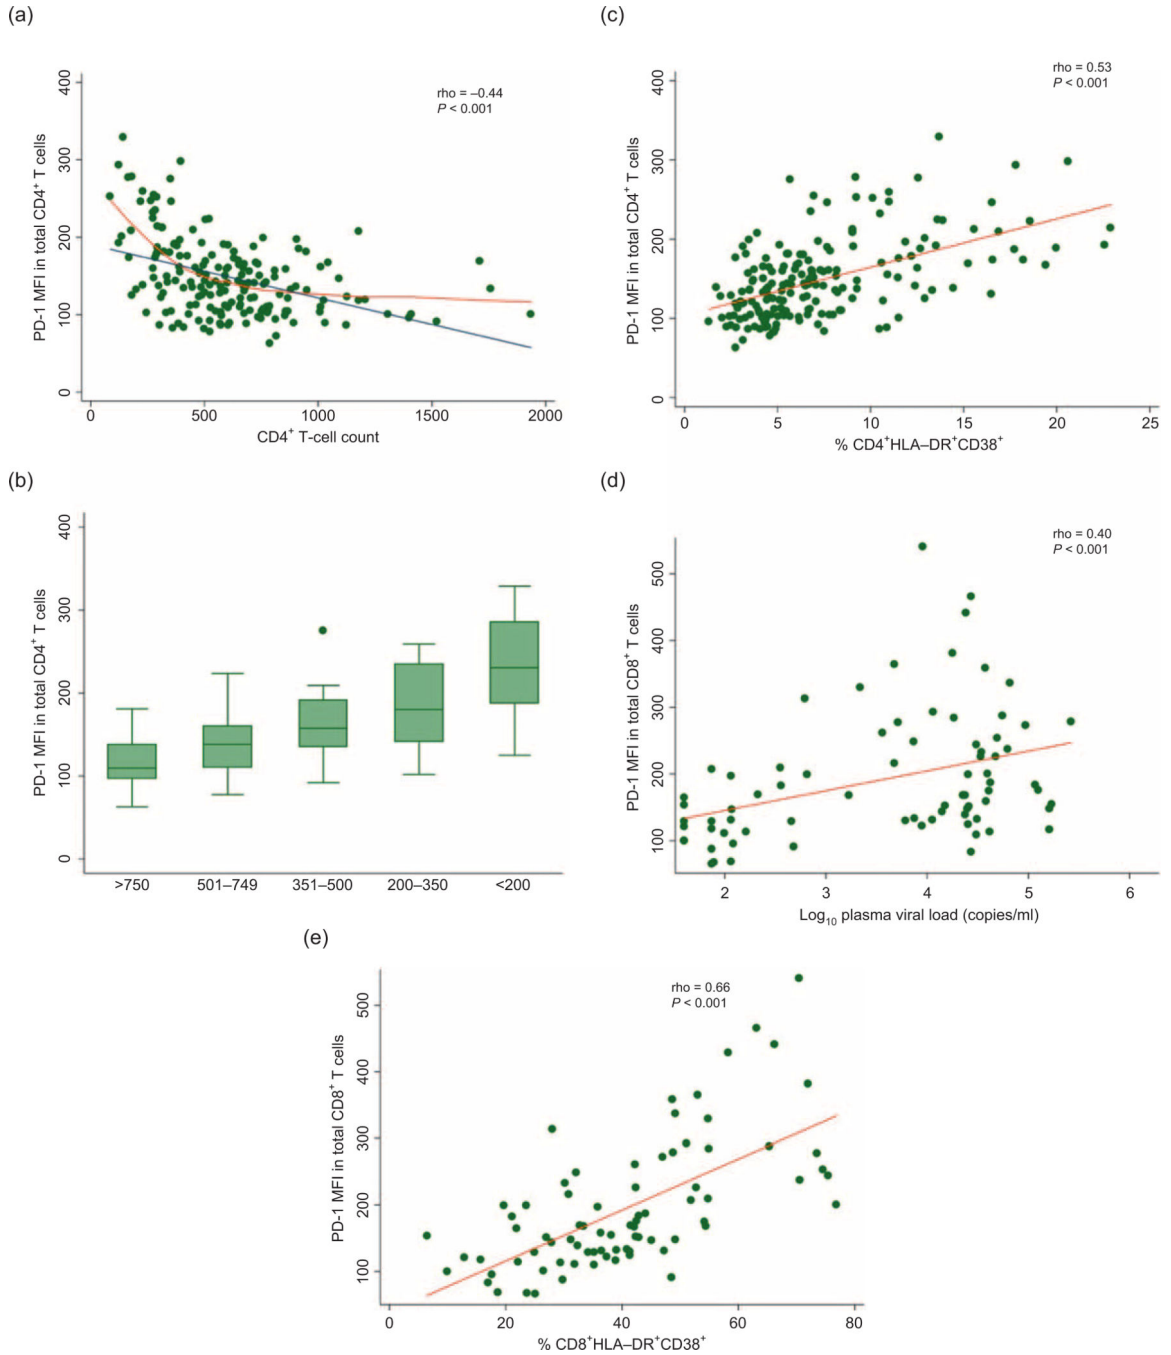 (a)
rho = –0.44
P < 0.001
PD-1 MFI in total CD4⁺ T cells
400
300
200
100
0
0 500 1000 1500 2000
CD4⁺ T-cell count
(c)
rho = 0.53
P < 0.001
PD-1 MFI in total CD4⁺ T cells
400
300
200
100
0
0 5 10 15 20 25
% CD4⁺HLA–DR⁺CD38⁺
(b)
PD-1 MFI in total CD4⁺ T cells
400
300
200
100
0
>750 501–749 351–500 200–350 <200
(d)
rho = 0.40
P < 0.001
PD-1 MFI in total CD8⁺ T cells
500
400
300
200
100
2 3 4 5 6
Log₁₀ plasma viral load (copies/ml)
(e)
rho = 0.66
P < 0.001
PD-1 MFI in total CD8⁺ T cells
500
400
300
200
100
0 20 40 60 80
% CD8⁺HLA–DR⁺CD38⁺